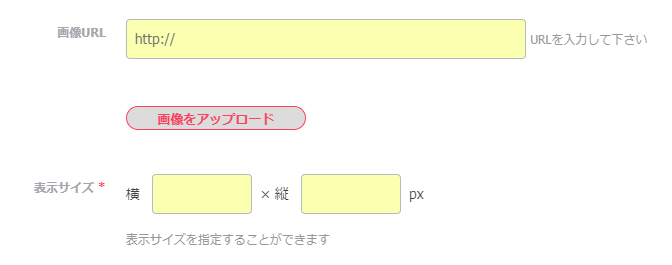 画像URL http:// URLを入力して下さい
画像をアップロード
表示サイズ * 横 × 縦 px
表示サイズを指定することができます